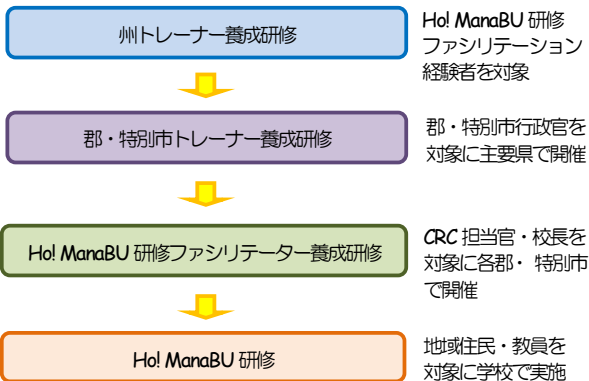 州トレーナー養成研修
Ho! ManaBU 研修
ファシリテーション
経験者を対象
郡・特別市トレーナー養成研修
郡・特別市行政官を
対象に主要県で開催
Ho! ManaBU 研修ファシリテーター養成研修
CRC 担当官・校長を
対象に各郡・ 特別市
で開催
Ho! ManaBU 研修
地域住民・教員を
対象に学校で実施